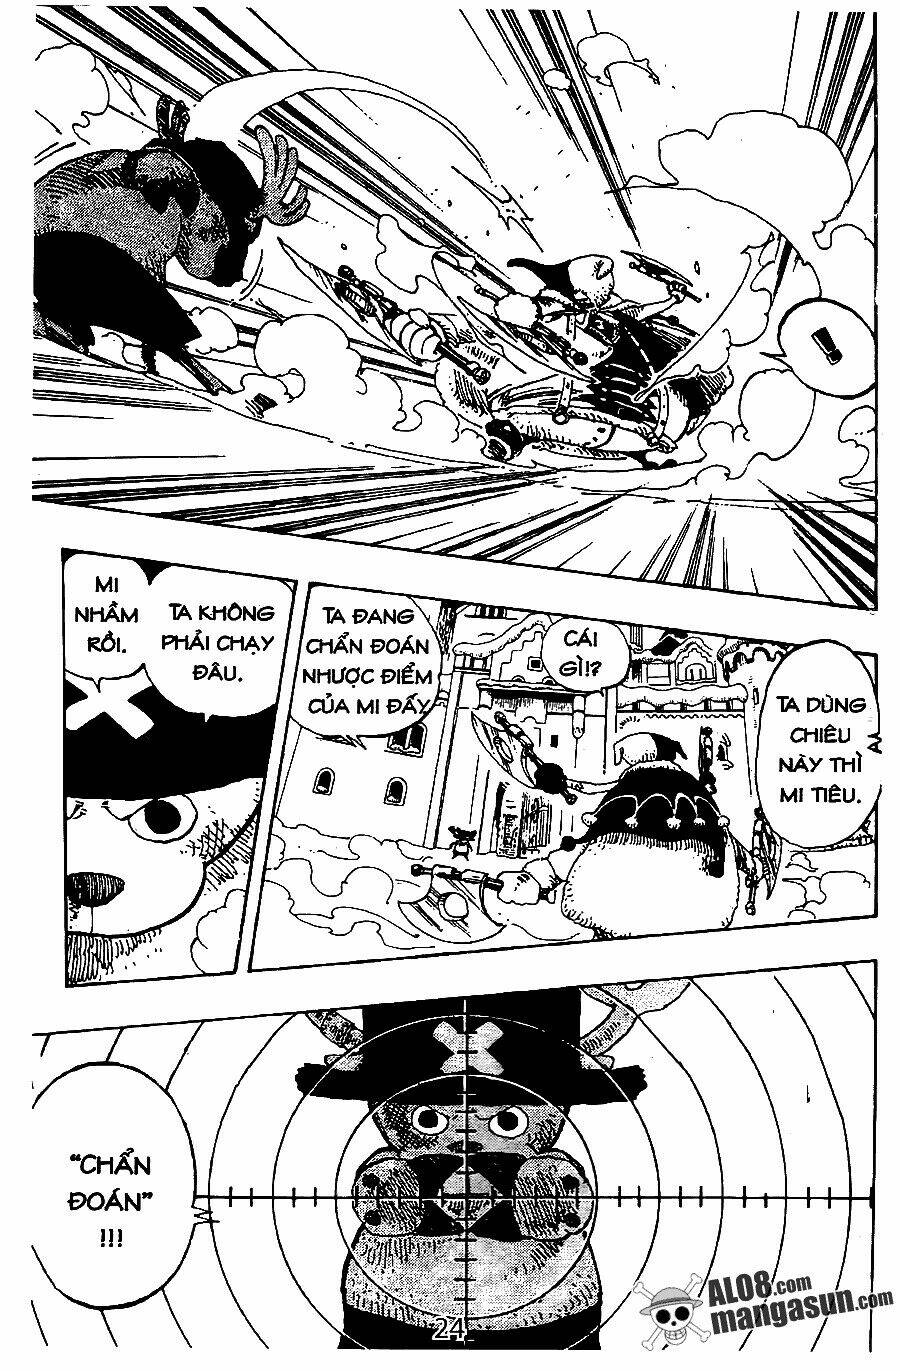 !
MI
NHẦM
RỒI.
TA KHÔNG
PHẢI CHẠY
ĐÂU.
TA ĐANG
CHẨN ĐOÁN
NHƯỢC ĐIỂM
CỦA MI ĐẤY
CÁI
GÌ!?
TA DÙNG
CHIÊU
NÀY THÌ
MI TIÊU.
“CHẨN
ĐOÁN”
!!!
24
ALO8.com
mangasun.com